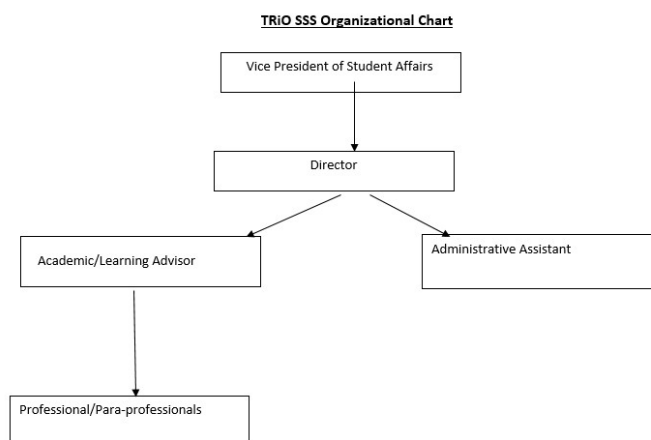 TRiO SSS Organizational Chart
Vice President of Student Affairs
Director
Academic/Learning Advisor
Administrative Assistant
Professional/Para-professionals